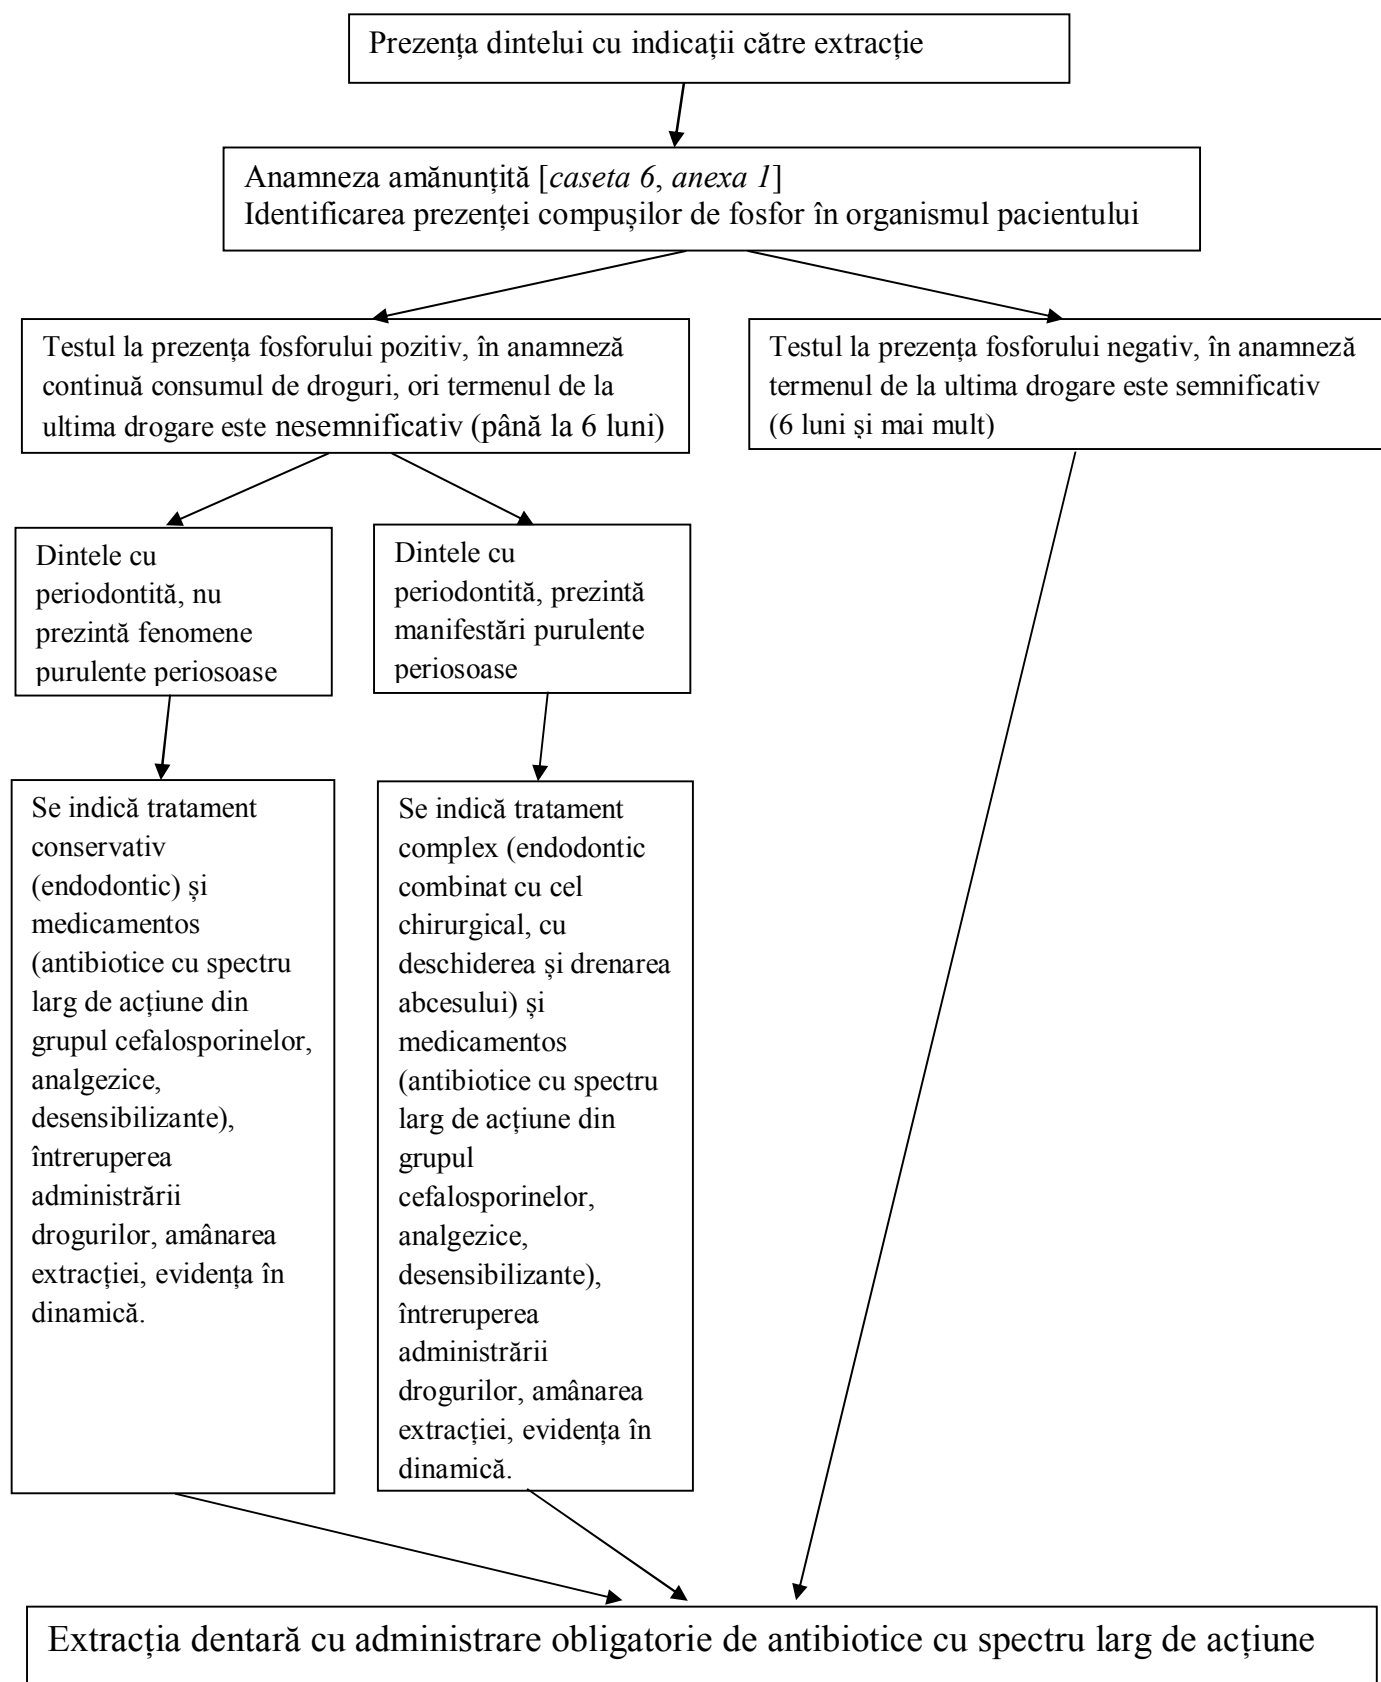 Prezența dintelui cu indicații către extracție
Anamneza amănunțită [caseta 6, anexa 1]
Identificarea prezenței compușilor de fosfor în organismul pacientului
Testul la prezența fosforului pozitiv, în anamneză
continuă consumul de droguri, ori termenul de la
ultima drogare este nesemnificativ (până la 6 luni)
Testul la prezența fosforului negativ, în anamneză
termenul de la ultima drogare este semnificativ
(6 luni și mai mult)
Dintele cu
periodontită, nu
prezintă fenomene
purulente periosoase
Dintele cu
periodontită, prezintă
manifestări purulente
periosoase
Se indică tratament
conservativ
(endodontic) și
medicamentos
(antibiotice cu spectru
larg de acțiune din
grupul cefalosporinelor,
analgezice,
desensibilizante),
întreruperea
administrării
drogurilor, amânarea
extracției, evidența în
dinamică.
Se indică tratament
complex (endodontic
combinat cu cel
chirurgical, cu
deschiderea și drenarea
abcesului) și
medicamentos
(antibiotice cu spectru
larg de acțiune din
grupul
cefalosporinelor,
analgezice,
desensibilizante),
întreruperea
administrării
drogurilor, amânarea
extracției, evidența în
dinamică.
Extracția dentară cu administrare obligatorie de antibiotice cu spectru larg de acțiune